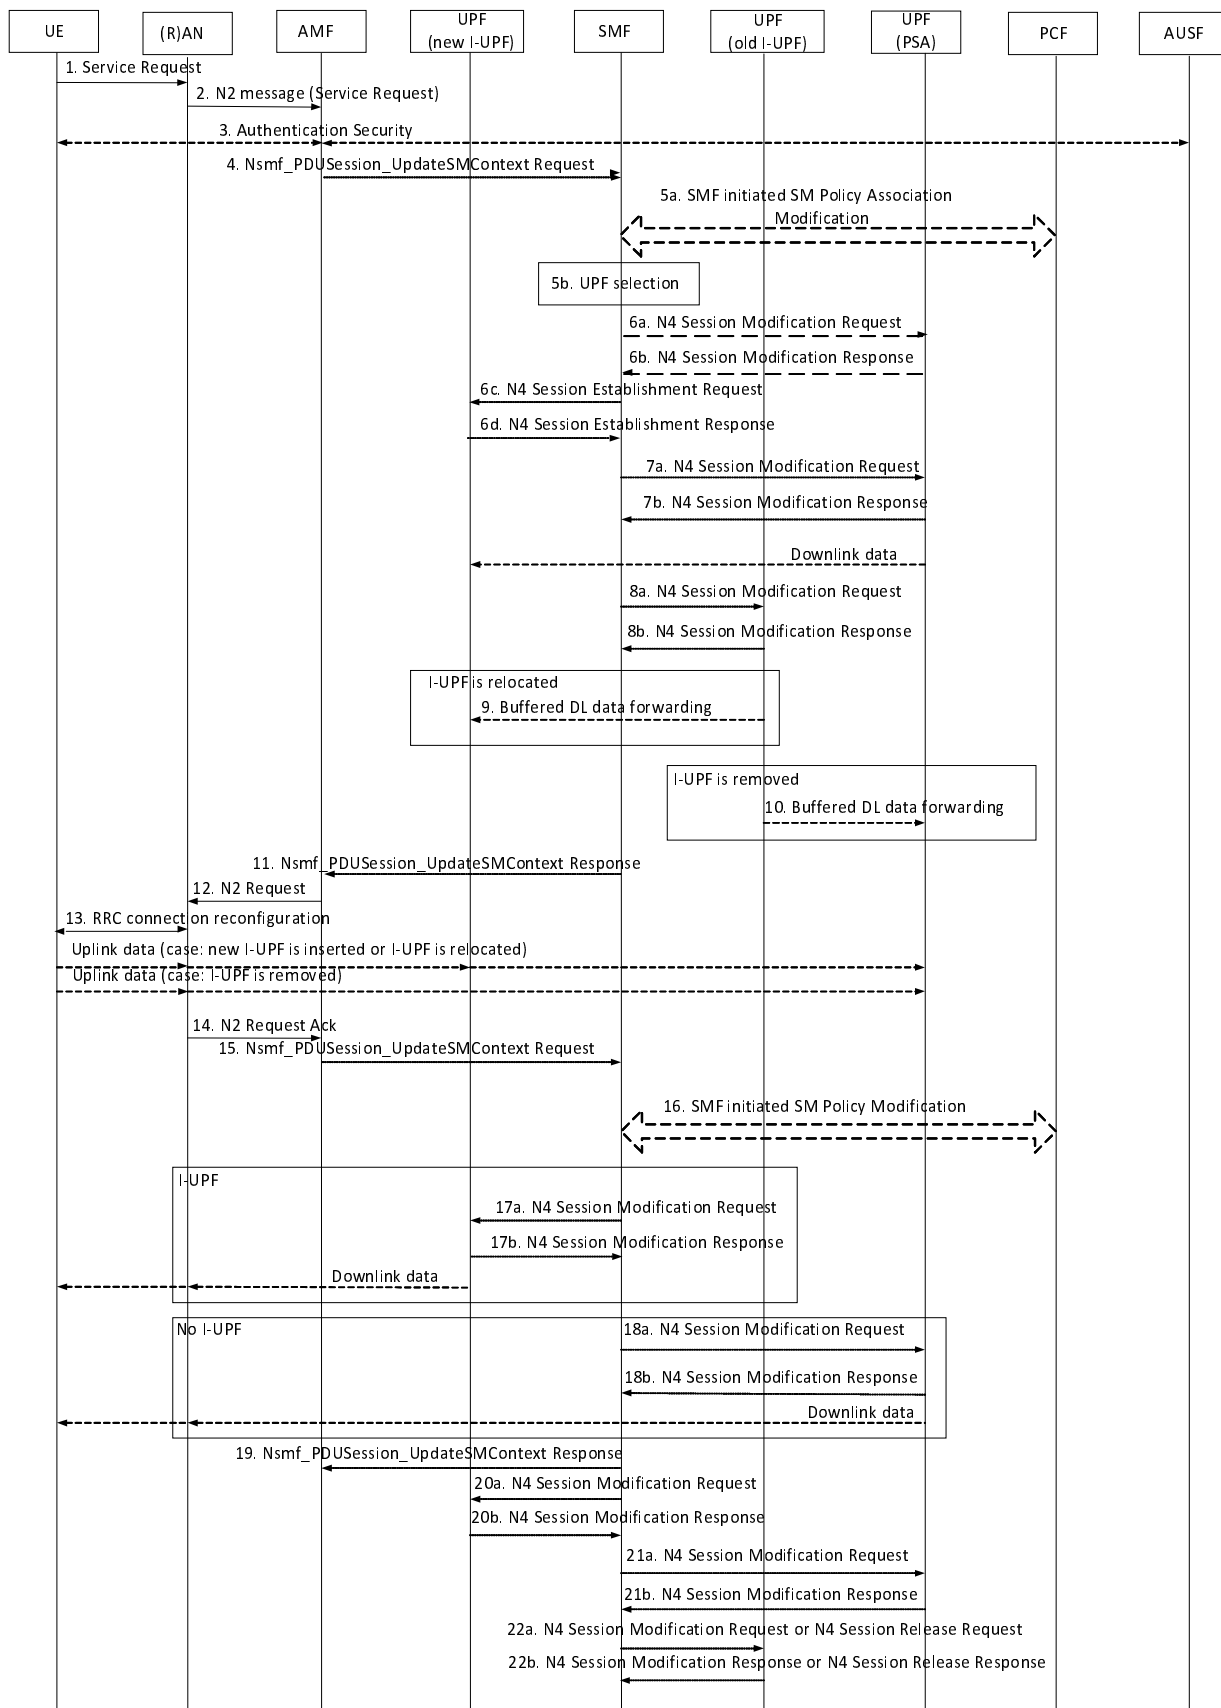 UE
(R)AN
AMF
UPF
(new I-UPF)
SMF
UPF
(old I-UPF)
UPF
(PSA)
PCF
AUSF
1. Service Request
2. N2 message (Service Request)
3. Authentication Security
4. Nsmf_PDUSession_UpdateSMContext Request
5a. SMF initiated SM Policy Association
Modification
5b. UPF selection
6a. N4 Session Modification Request
6b. N4 Session Modification Response
6c. N4 Session Establishment Request
6d. N4 Session Establishment Response
7a. N4 Session Modification Request
7b. N4 Session Modification Response
Downlink data
8a. N4 Session Modification Request
8b. N4 Session Modification Response
I-UPF is relocated
9. Buffered DL data forwarding
I-UPF is removed
10. Buffered DL data forwarding
11. Nsmf_PDUSession_UpdateSMContext Response
12. N2 Request
13. RRC connection reconfiguration
Uplink data (case: new I-UPF is inserted or I-UPF is relocated)
Uplink data (case: I-UPF is removed)
14. N2 Request Ack
15. Nsmf_PDUSession_UpdateSMContext Request
16. SMF initiated SM Policy Modification
I-UPF
17a. N4 Session Modification Request
17b. N4 Session Modification Response
Downlink data
No I-UPF
18a. N4 Session Modification Request
18b. N4 Session Modification Response
Downlink data
19. Nsmf_PDUSession_UpdateSMContext Response
20a. N4 Session Modification Request
20b. N4 Session Modification Response
21a. N4 Session Modification Request
21b. N4 Session Modification Response
22a. N4 Session Modification Request or N4 Session Release Request
22b. N4 Session Modification Response or N4 Session Release Response